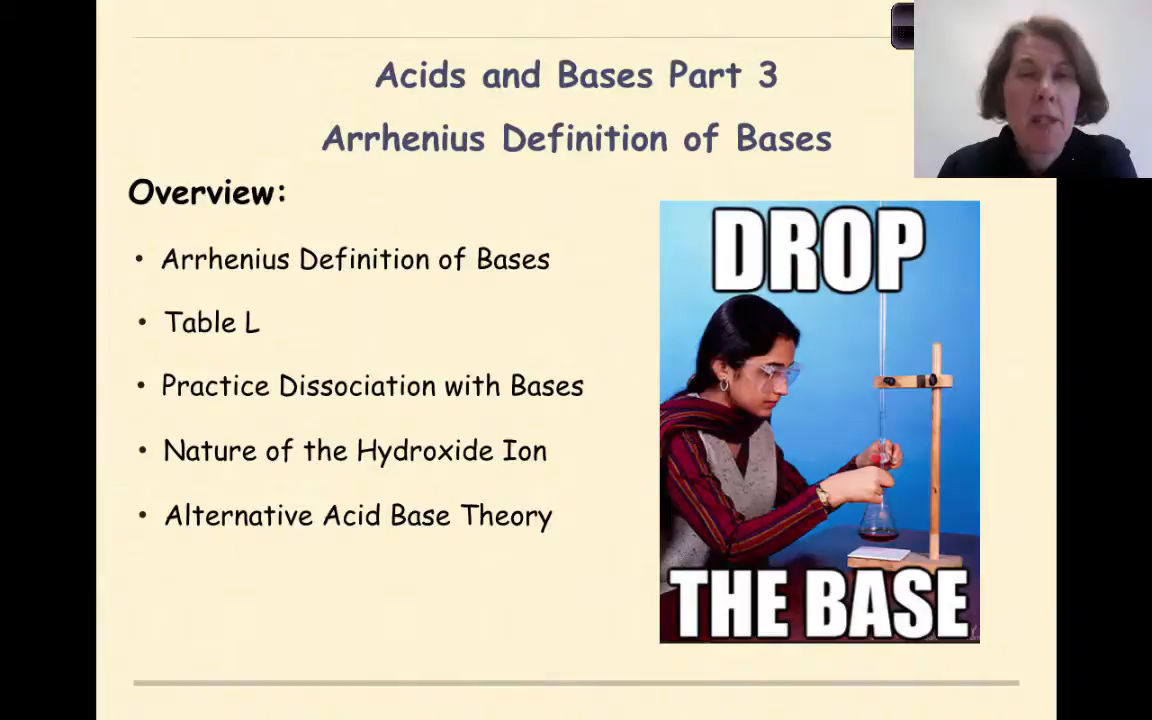 Acids and Bases Part 3
Arrhenius Definition of Bases
Overview:
• Arrhenius Definition of Bases
• Table L
• Practice Dissociation with Bases
• Nature of the Hydroxide Ion
• Alternative Acid Base Theory
DROP
THE BASE